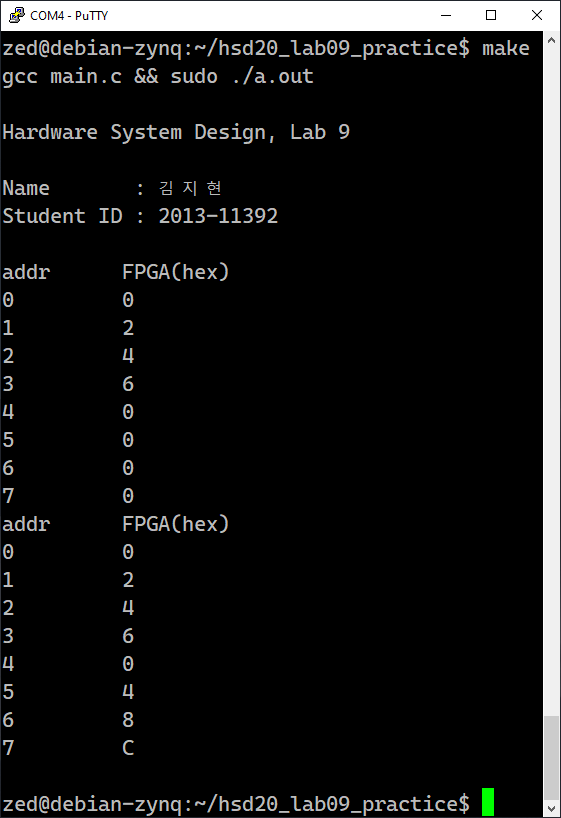 COM4 - PuTTY
zed@debian-zynq:~/hsd20_lab09_practice$ make
gcc main.c && sudo ./a.out
Hardware System Design, Lab 9
Name : 김지현
Student ID : 2013-11392
addr FPGA(hex)
0 0
1 2
2 4
3 6
4 0
5 0
6 0
7 0
addr FPGA(hex)
0 0
1 2
2 4
3 6
4 0
5 4
6 8
7 C
zed@debian-zynq:~/hsd20_lab09_practice$